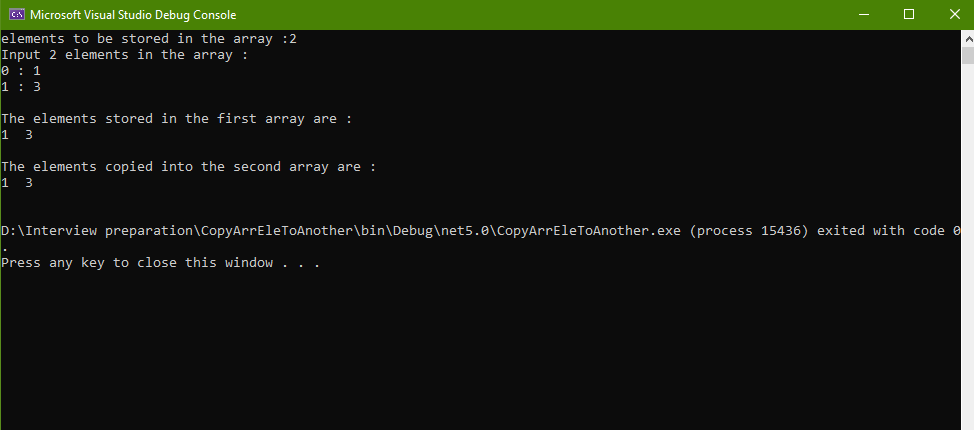 Microsoft Visual Studio Debug Console
elements to be stored in the array :2
Input 2 elements in the array :
0 : 1
1 : 3
The elements stored in the first array are :
1  3
The elements copied into the second array are :
1  3
D:\Interview preparation\CopyArrEleToAnother\bin\Debug\net5.0\CopyArrEleToAnother.exe (process 15436) exited with code 0
.
Press any key to close this window . . .